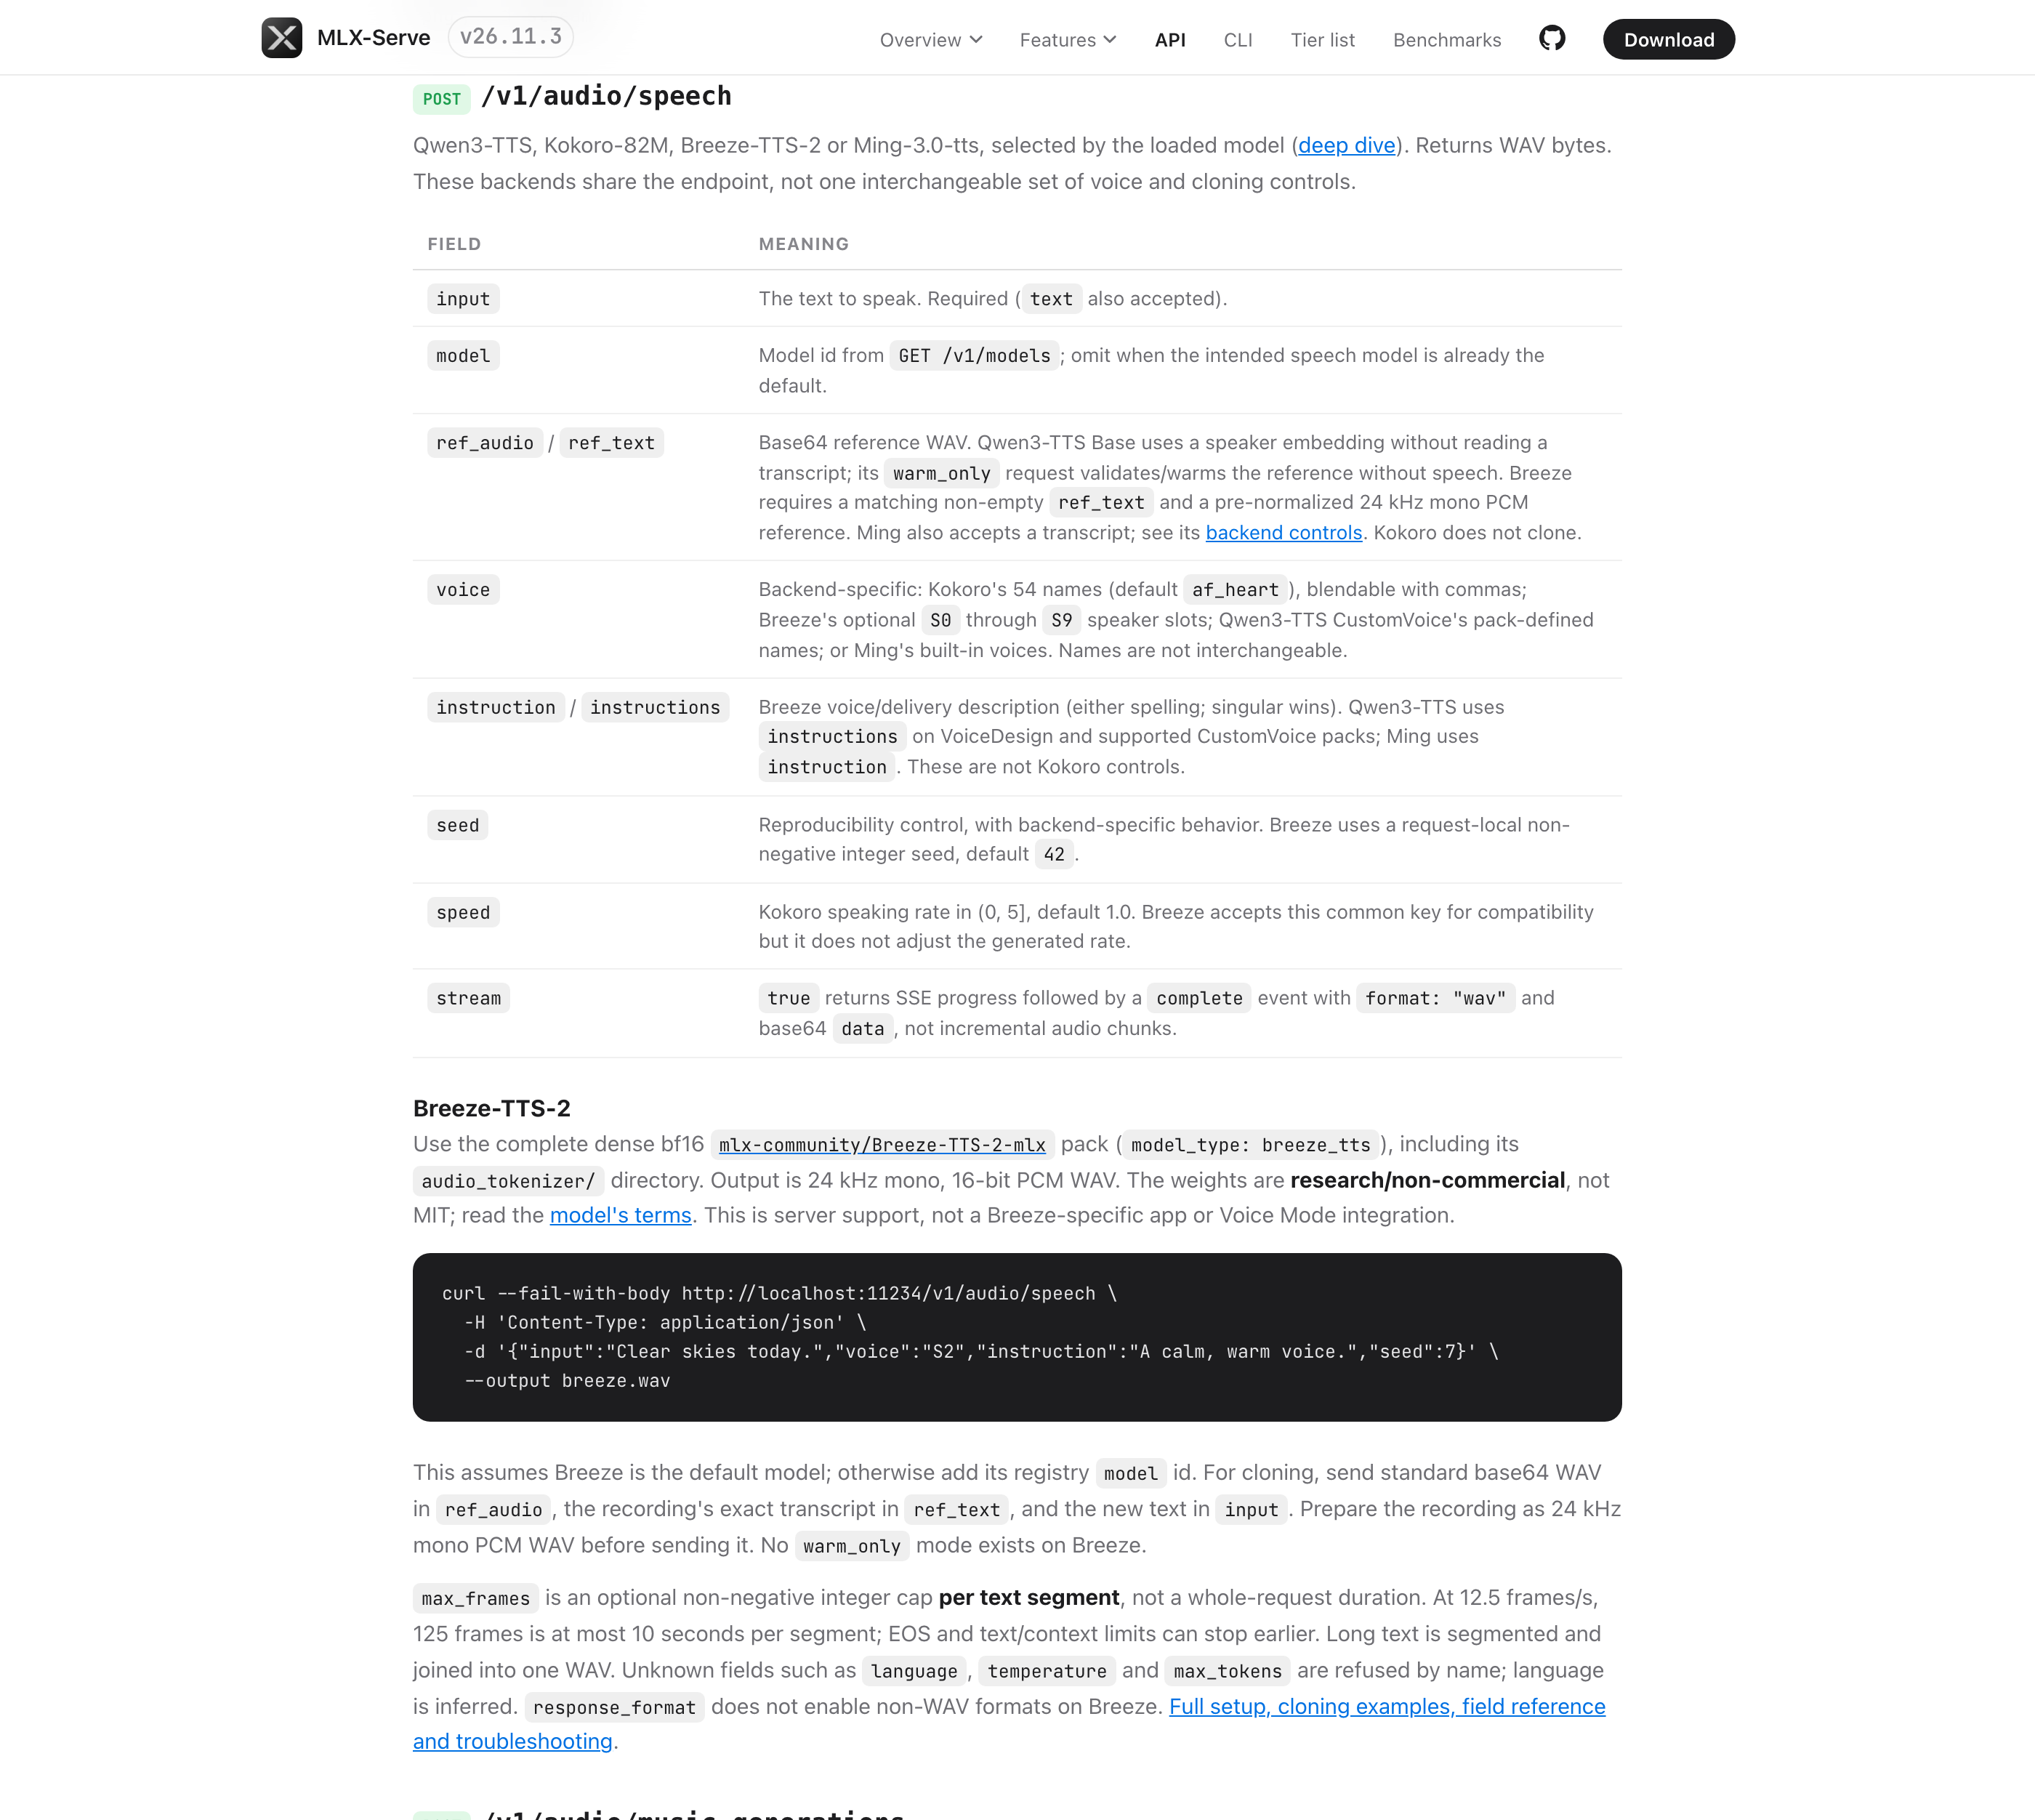 MLX-Serve v26.11.3 Overview Features API CLI Tier list Benchmarks Download
POST /v1/audio/speech
Qwen3-TTS, Kokoro-82M, Breeze-TTS-2 or Ming-3.0-tts, selected by the loaded model (deep dive). Returns WAV bytes.
These backends share the endpoint, not one interchangeable set of voice and cloning controls.
FIELD MEANING
input The text to speak. Required ( text also accepted).
model Model id from GET /v1/models ; omit when the intended speech model is already the
default.
ref_audio / ref_text Base64 reference WAV. Qwen3-TTS Base uses a speaker embedding without reading a
transcript; its warm_only request validates/warms the reference without speech. Breeze
requires a matching non-empty ref_text and a pre-normalized 24 kHz mono PCM
reference. Ming also accepts a transcript; see its backend controls. Kokoro does not clone.
voice Backend-specific: Kokoro's 54 names (default af_heart ), blendable with commas;
Breeze's optional S0 through S9 speaker slots; Qwen3-TTS CustomVoice's pack-defined
names; or Ming's built-in voices. Names are not interchangeable.
instruction / instructions Breeze voice/delivery description (either spelling; singular wins). Qwen3-TTS uses
instructions on VoiceDesign and supported CustomVoice packs; Ming uses
instruction . These are not Kokoro controls.
seed Reproducibility control, with backend-specific behavior. Breeze uses a request-local non-
negative integer seed, default 42 .
speed Kokoro speaking rate in (0, 5], default 1.0. Breeze accepts this common key for compatibility
but it does not adjust the generated rate.
stream true returns SSE progress followed by a complete event with format: "wav" and
base64 data , not incremental audio chunks.
Breeze-TTS-2
Use the complete dense bf16 mlx-community/Breeze-TTS-2-mlx pack ( model_type: breeze_tts ), including its
audio_tokenizer/ directory. Output is 24 kHz mono, 16-bit PCM WAV. The weights are research/non-commercial, not
MIT; read the model's terms. This is server support, not a Breeze-specific app or Voice Mode integration.
curl --fail-with-body http://localhost:11234/v1/audio/speech \
-H 'Content-Type: application/json' \
-d '{"input":"Clear skies today.","voice":"S2","instruction":"A calm, warm voice.","seed":7}' \
--output breeze.wav
This assumes Breeze is the default model; otherwise add its registry model id. For cloning, send standard base64 WAV
in ref_audio , the recording's exact transcript in ref_text , and the new text in input . Prepare the recording as 24 kHz
mono PCM WAV before sending it. No warm_only mode exists on Breeze.
max_frames is an optional non-negative integer cap per text segment, not a whole-request duration. At 12.5 frames/s,
125 frames is at most 10 seconds per segment; EOS and text/context limits can stop earlier. Long text is segmented and
joined into one WAV. Unknown fields such as language , temperature and max_tokens are refused by name; language
is inferred. response_format does not enable non-WAV formats on Breeze. Full setup, cloning examples, field reference
and troubleshooting.
/v1/audio/music-generations